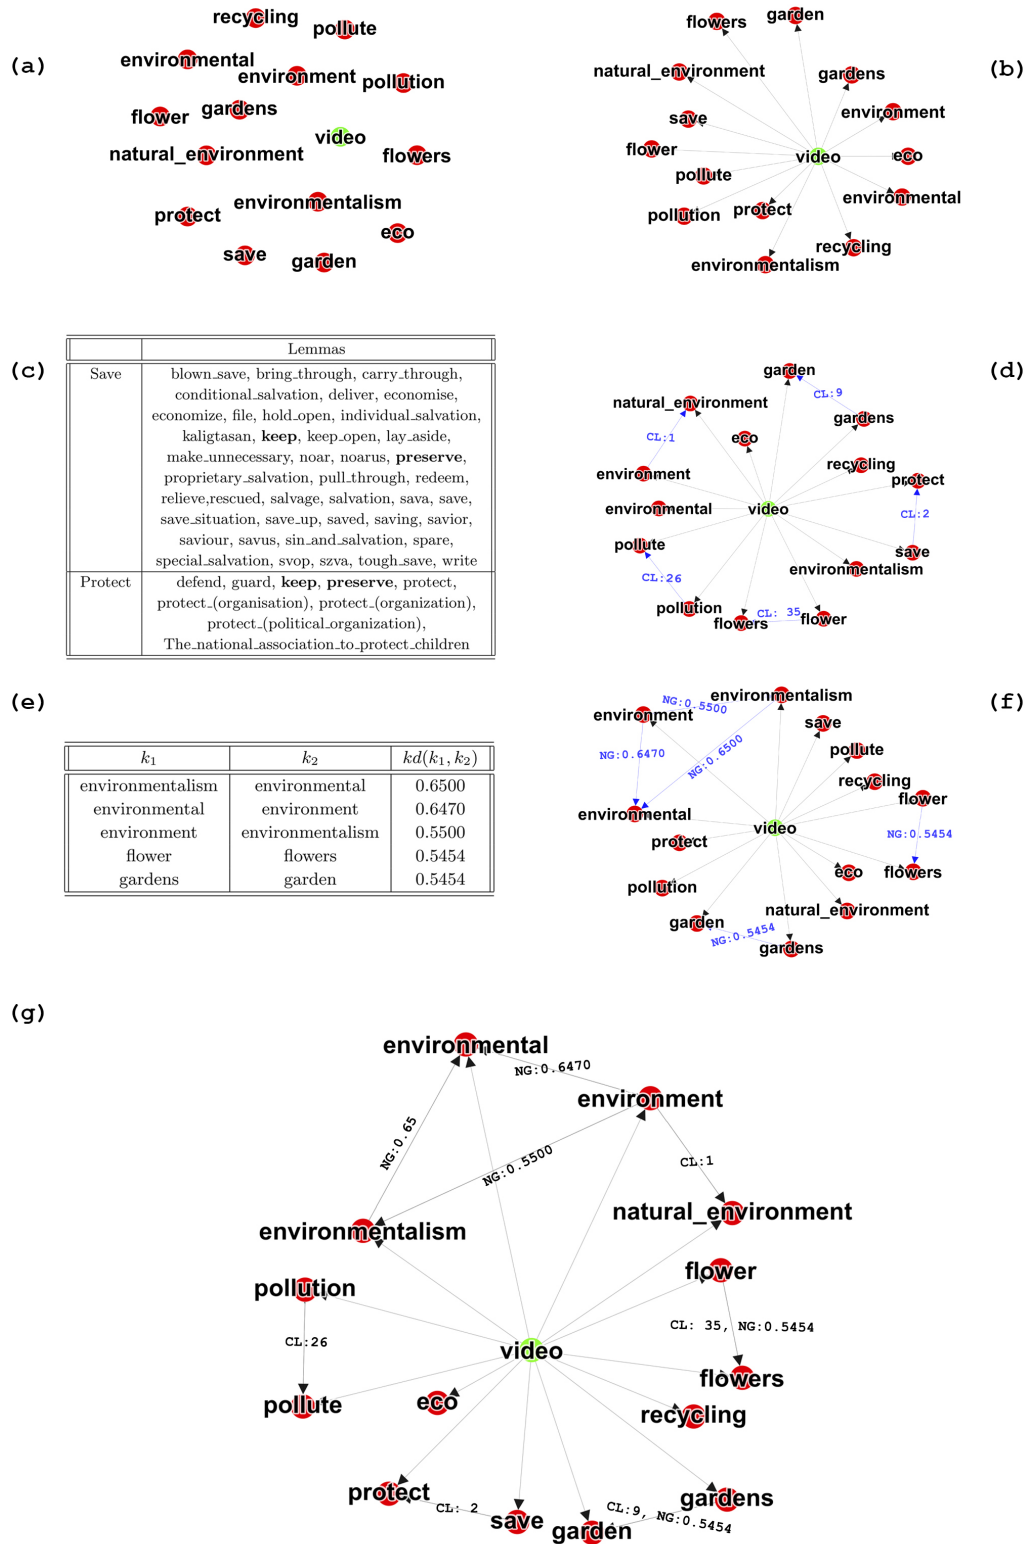 (a)
recycling
pollute
environmental
environment
pollution
flower
gardens
video
natural_environment
flowers
protect
environmentalism
eco
save
garden
(b)
flowers
garden
natural_environment
gardens
save
environment
flower
video
eco
pollute
environmental
pollution
protect
recycling
environmentalism
(c)
Lemmas
Save
blown_save, bring_through, carry_through,
conditional_salvation, deliver, economise,
economize, file, hold_open, individual_salvation,
kaligtasan, keep, keep_open, lay_aside,
make_unnecessary, noar, noarus, preserve,
proprietary_salvation, pull_through, redeem,
relieve,rescued, salvage, salvation, sava, save,
save_situation, save_up, saved, saving, savior,
saviour, savus, sin_and_salvation, spare,
special_salvation, svop, szva, tough_save, write
Protect
defend, guard, keep, preserve, protect,
protect_(organisation), protect_(organization),
protect_(political_organization),
The_national_association_to_protect_children
(d)
garden
CL:9
natural_environment
gardens
CL:1
eco
environment
recycling
protect
environmental
video
CL:2
pollute
save
environmentalism
CL:26
pollution
flowers
CL: 35
flower
(e)
k1 k2 kd(k1, k2)
environmentalism environmental 0.6500
environmental environment 0.6470
environment environmentalism 0.5500
flower flowers 0.5454
gardens garden 0.5454
(f)
environmentalism
NG:0.5500
environment
save
NG:0.6470
NG:0.6500
pollute
recycling
flower
environmental
video
NG:0.5454
protect
eco
flowers
pollution
natural_environment
garden
NG:0.5454
gardens
(g)
environmental
NG:0.6470
environment
NG:0.65
NG:0.5500
CL:1
natural_environment
environmentalism
flower
pollution
CL: 35, NG:0.5454
CL:26
video
flowers
pollute
eco
recycling
protect
CL: 2
save
garden
CL:9, NG:0.5454
gardens